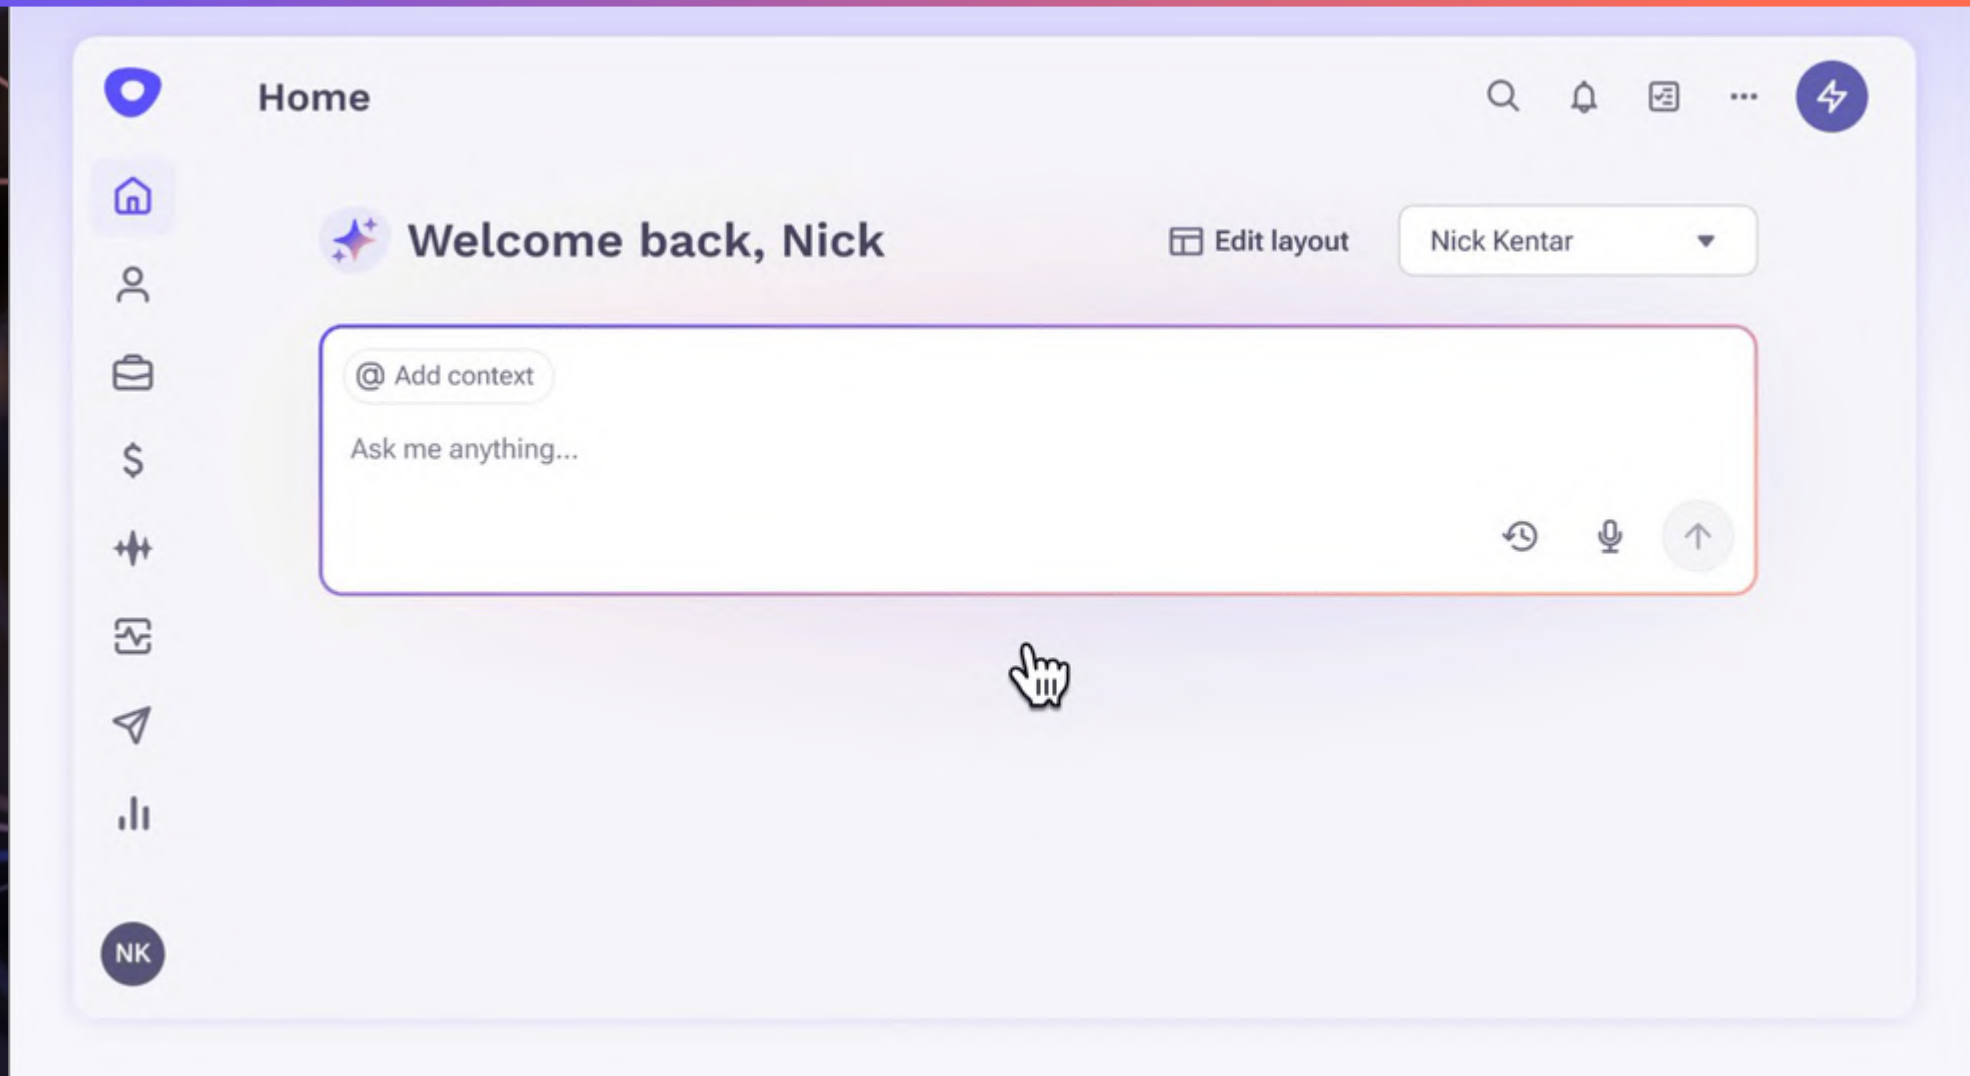 Home
Welcome back, Nick
Edit layout
Nick Kentar
@ Add context
Ask me anything...
NK